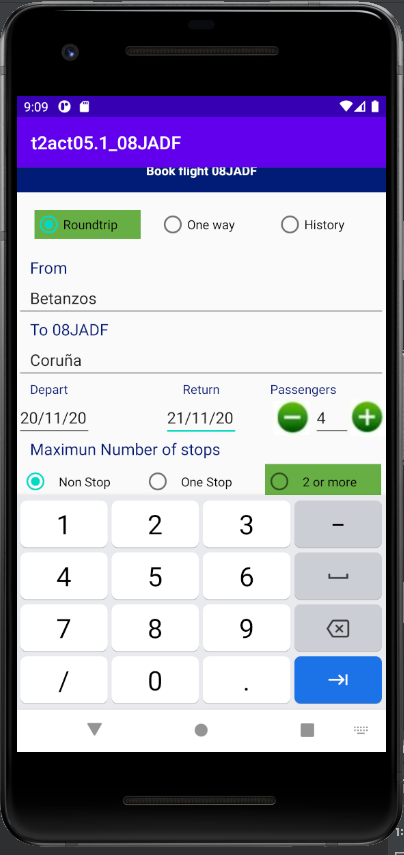 9:09
t2act05.1_08JADF
Book flight 08JADF
Roundtrip One way History
From
Betanzos
To 08JADF
Coruña
Depart Return Passengers
20/11/20 21/11/20 4
Maximun Number of stops
Non Stop One Stop 2 or more
1 2 3 –
4 5 6
7 8 9
/ 0 .